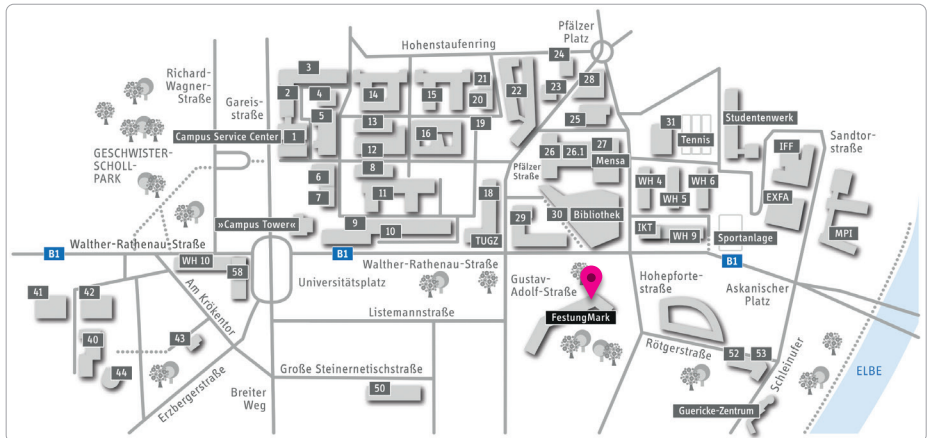 Pfälzer
Platz
Hohenstaufenring
24
3
Richard-
Wagner-
Straße
21
28
2
4
14
15
22
23
20
Gareis-
straße
5
13
19
25
31
Studentenwerk
Campus Service Center
1
16
Tennis
Sandtor-
straße
12
26
26.1
27
IFF
GESCHWISTER-
SCHOLL-
PARK
Mensa
8
Pfälzer
Straße
6
WH 4
WH 6
7
11
18
WH 5
EXFA
30
Bibliothek
»Campus Tower«
9
29
10
IKT
MPI
TUGZ
WH 9
Sportanlage
Walther-Rathenau-Straße
B1
B1
B1
WH 10
58
Walther-Rathenau-Straße
Universitätsplatz
Gustav-
Adolf-Straße
Hohepforte-
straße
Askanischer
Platz
41
42
Am Krökentor
Listemannstraße
FestungMark
40
43
Rötgerstraße
52
53
Schleinufer
44
Große Steinernetischstraße
ELBE
Erzbergerstraße
Breiter
Weg
50
Guericke-Zentrum